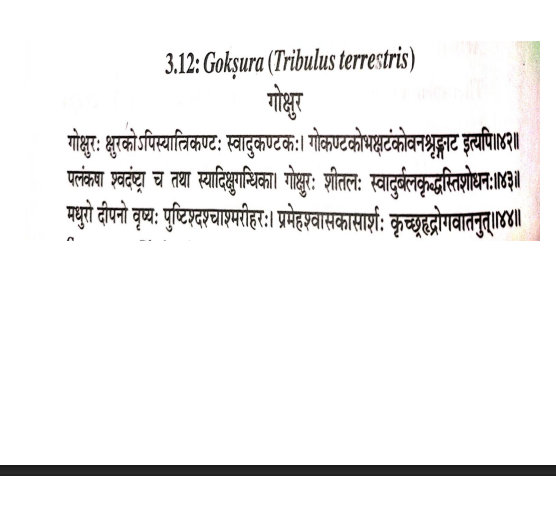 3.12: Gokṣura (Tribulus terrestris)
गोक्षुर
गोक्षुरः क्षुरकोऽपिस्यात्त्रिकण्टः स्वादुकण्टकः। गोकण्टकोभक्षटंकोवनश्रृङ्गाट इत्यपि॥४२॥
पलंकषा श्वदंष्ट्रा च तथा स्यादिक्षुगन्धिका। गोक्षुरः शीतलः स्वादुर्बलकृद्बस्तिशोधनः॥४३॥
मधुरो दीपनो वृष्यः पुष्टिश्दश्चाश्मरीहरः। प्रमेहश्वासकासार्शः कृच्छ्रहृद्रोगवातनुत्॥४४॥